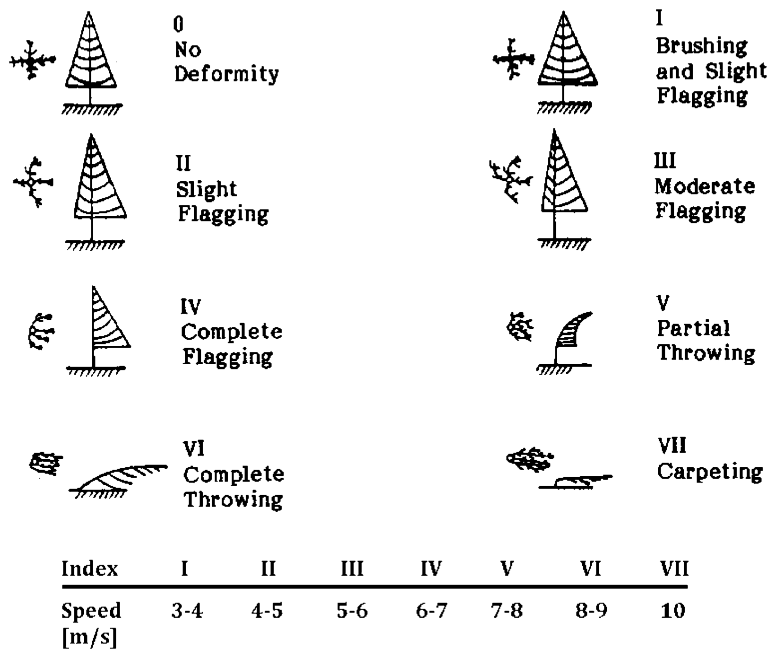 0
No
Deformity
I
Brushing
and Slight
Flagging
II
Slight
Flagging
III
Moderate
Flagging
IV
Complete
Flagging
V
Partial
Throwing
VI
Complete
Throwing
VII
Carpeting
Index I II III IV V VI VII
Speed 3-4 4-5 5-6 6-7 7-8 8-9 10
[m/s]